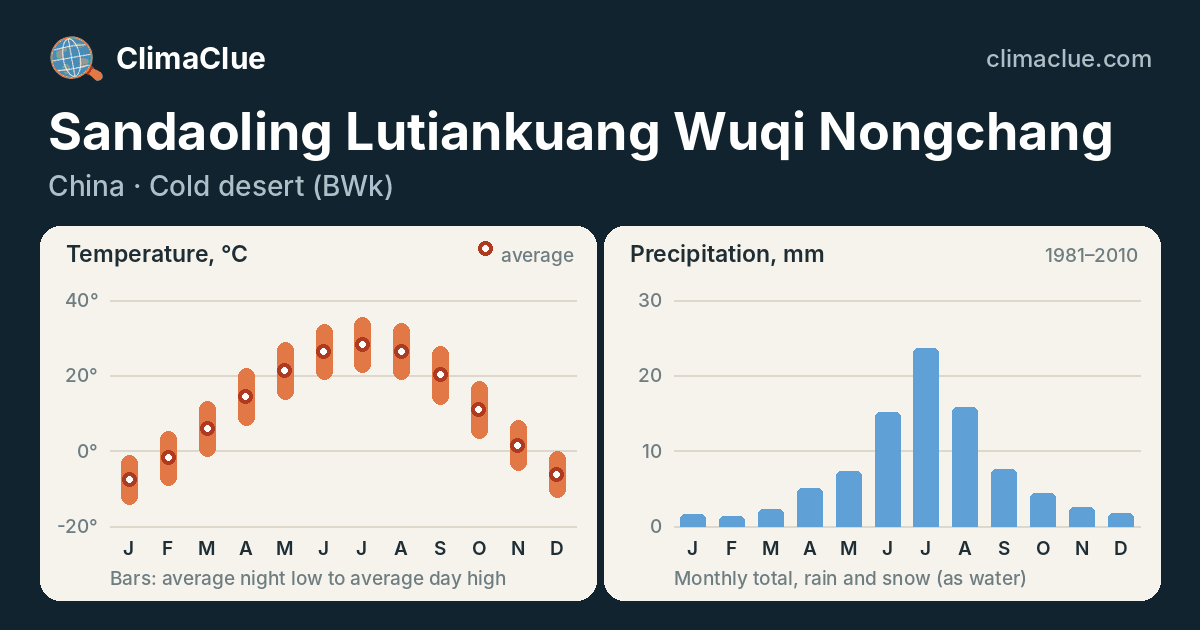 ClimaClue
climaclue.com
Sandaoling Lutiankuang Wuqi Nongchang
China · Cold desert (BWk)
Temperature, °C
average
40°
20°
0°
-20°
J F M A M J J A S O N D
Bars: average night low to average day high
Precipitation, mm
1981–2010
30
20
10
0
J F M A M J J A S O N D
Monthly total, rain and snow (as water)